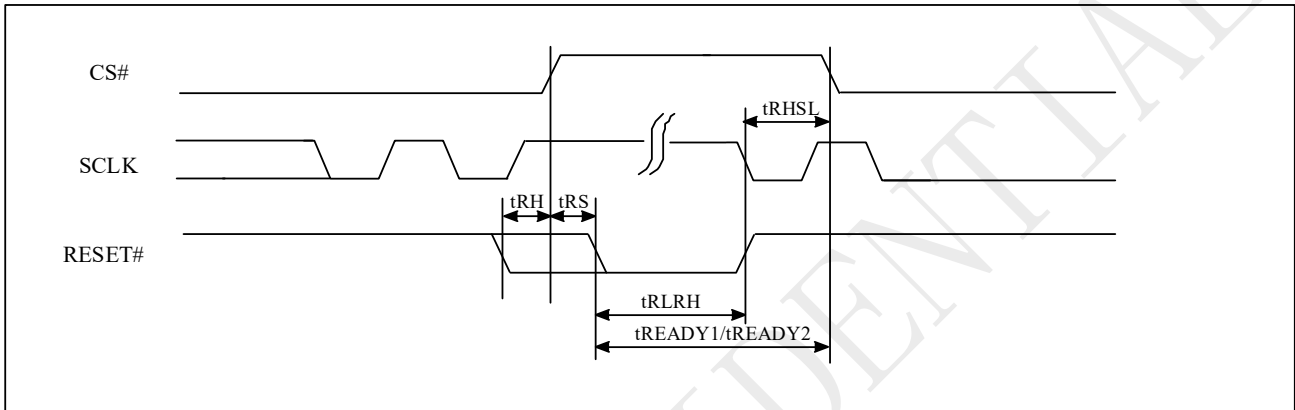 CS#
tRHSL
SCLK
tRH tRS
RESET#
tRLRH
tREADY1/tREADY2